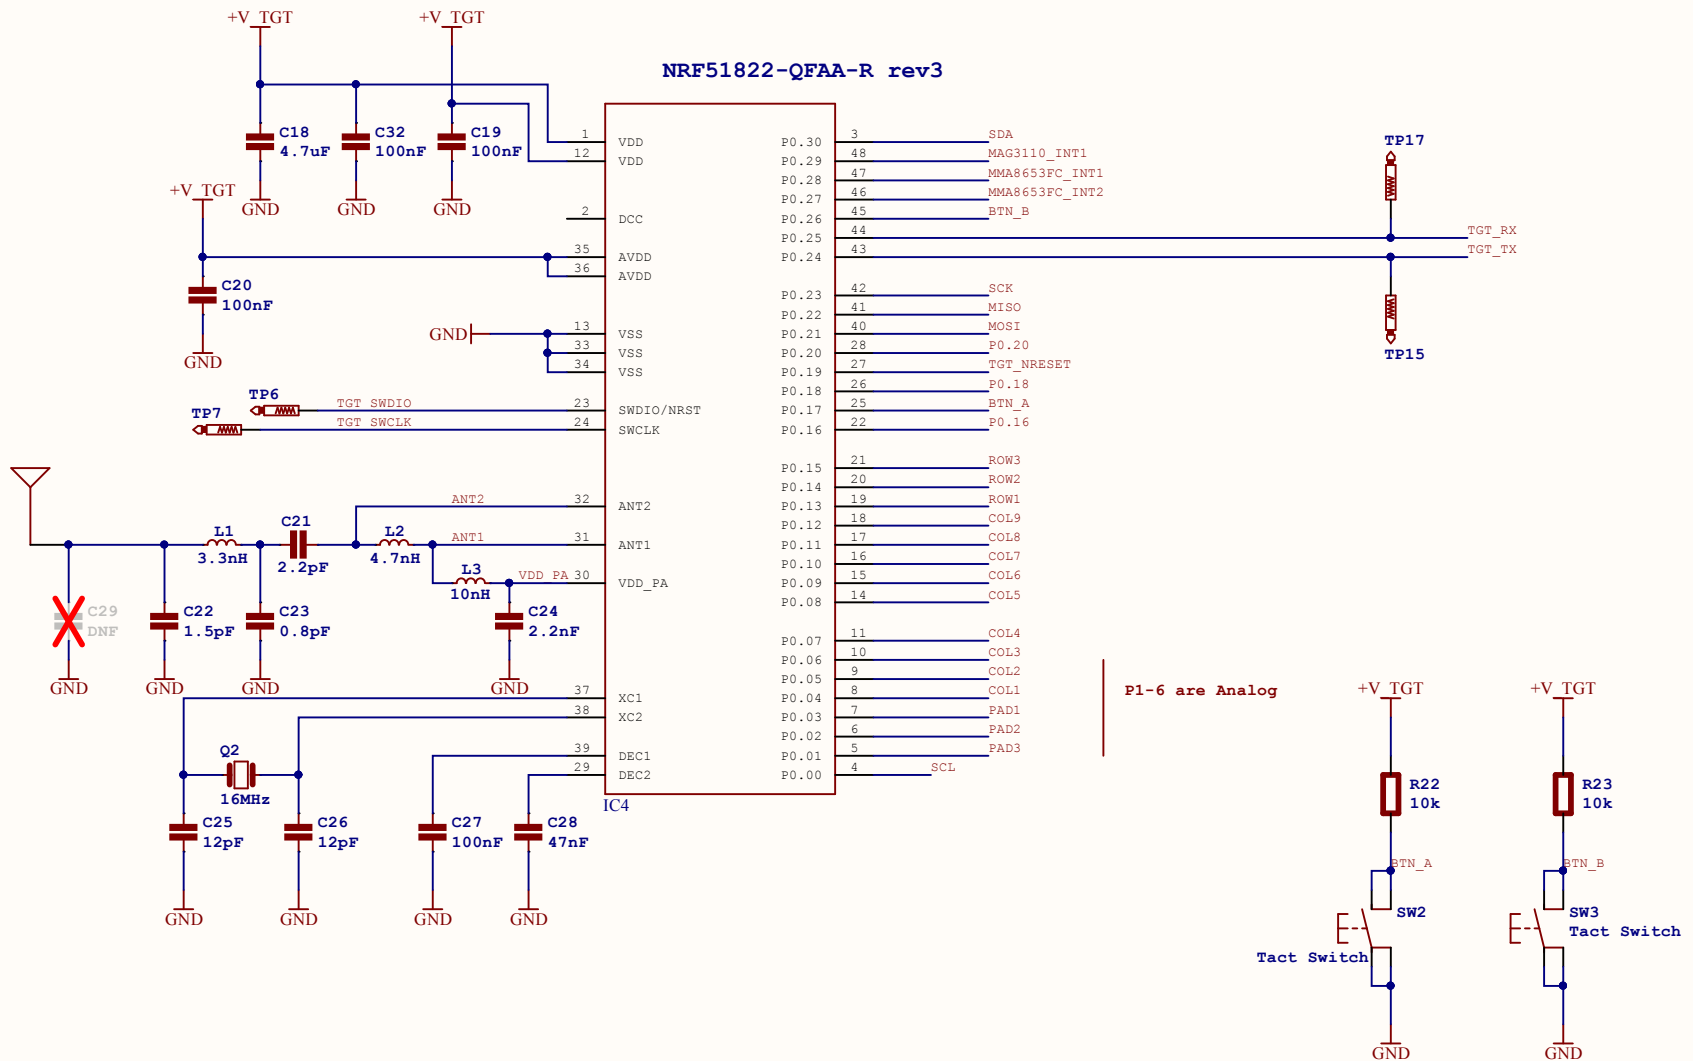 +V_TGT
+V_TGT
NRF51822-QFAA-R rev3
C18
4.7uF
C32
100nF
C19
100nF
GND
GND
GND
+V_TGT
C20
100nF
GND
GND
TP6
TGT_SWDIO
TP7
TGT_SWCLK
1 VDD
12 VDD
2 DCC
35 AVDD
36 AVDD
13 VSS
33 VSS
34 VSS
23 SWDIO/NRST
24 SWCLK
ANT2 32 ANT2
ANT1 31 ANT1
VDD_PA 30 VDD_PA
37 XC1
38 XC2
39 DEC1
29 DEC2
P0.30 3 SDA
P0.29 48 MAG3110_INT1
P0.28 47 MMA8653FC_INT1
P0.27 46 MMA8653FC_INT2
P0.26 45 BTN_B
P0.25 44 TGT_RX
P0.24 43 TGT_TX
P0.23 42 SCK
P0.22 41 MISO
P0.21 40 MOSI
P0.20 28 P0.20
P0.19 27 TGT_NRESET
P0.18 26 P0.18
P0.17 25 BTN_A
P0.16 22 P0.16
P0.15 21 ROW3
P0.14 20 ROW2
P0.13 19 ROW1
P0.12 18 COL9
P0.11 17 COL8
P0.10 16 COL7
P0.09 15 COL6
P0.08 14 COL5
P0.07 11 COL4
P0.06 10 COL3
P0.05 9 COL2
P0.04 8 COL1
P0.03 7 PAD1
P0.02 6 PAD2
P0.01 5 PAD3
P0.00 4 SCL
IC4
TP17
TP15
L1
3.3nH
C21
2.2pF
L2
4.7nH
L3
10nH
C29
DNF
C22
1.5pF
C23
0.8pF
C24
2.2nF
GND
GND
GND
GND
Q2
16MHz
C25
12pF
C26
12pF
C27
100nF
C28
47nF
GND
GND
GND
GND
P1-6 are Analog
+V_TGT
R22
10k
BTN_A
SW2
Tact Switch
GND
+V_TGT
R23
10k
BTN_B
SW3
Tact Switch
GND